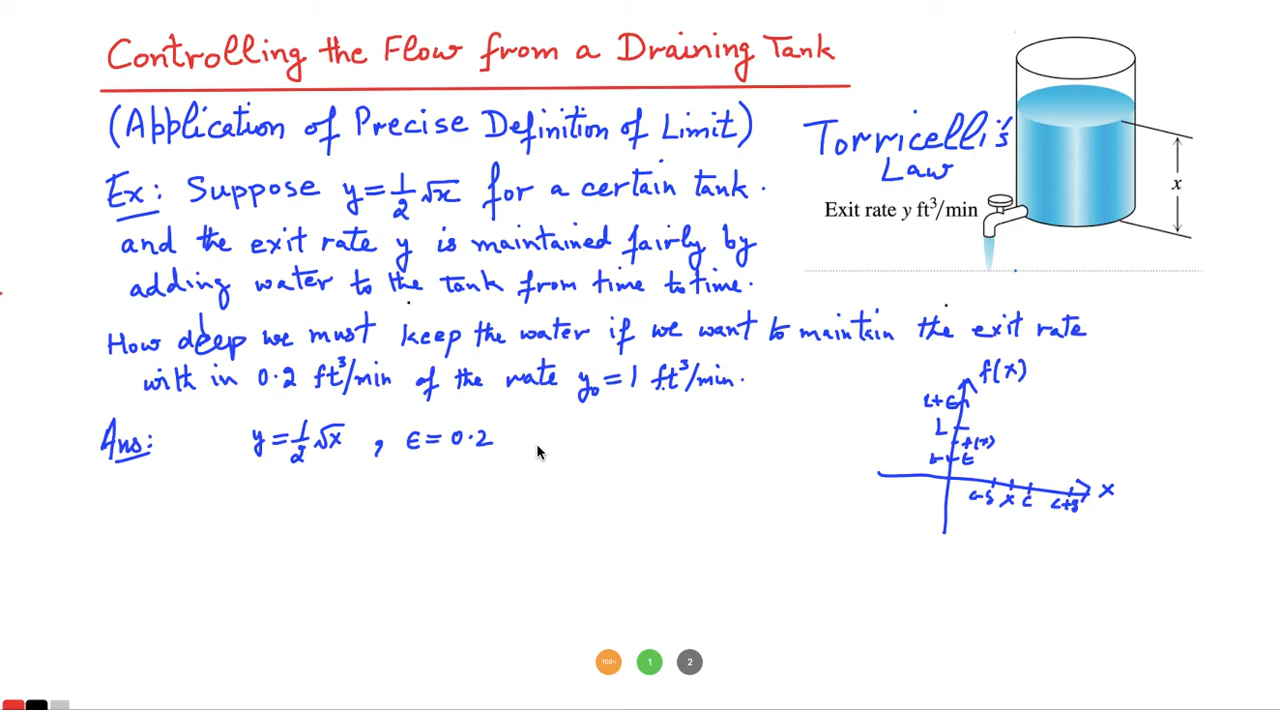 Controlling the Flow from a Draining Tank
(Application of Precise Definition of Limit)
Torricelli's
Law
x
Exit rate y ft³/min
Ex: Suppose y = 1/2 √x for a certain tank.
and the exit rate y is maintained fairly by
adding water to the tank from time to time.
How deep we must keep the water if we want to maintain the exit rate
with in 0.2 ft³/min of the rate y₀ = 1 ft³/min.
Ans: y = 1/2 √x , ε = 0.2
f(x)
L+ε
L
f(x)
L-ε
c-δ x c c+δ x
100%
1
2